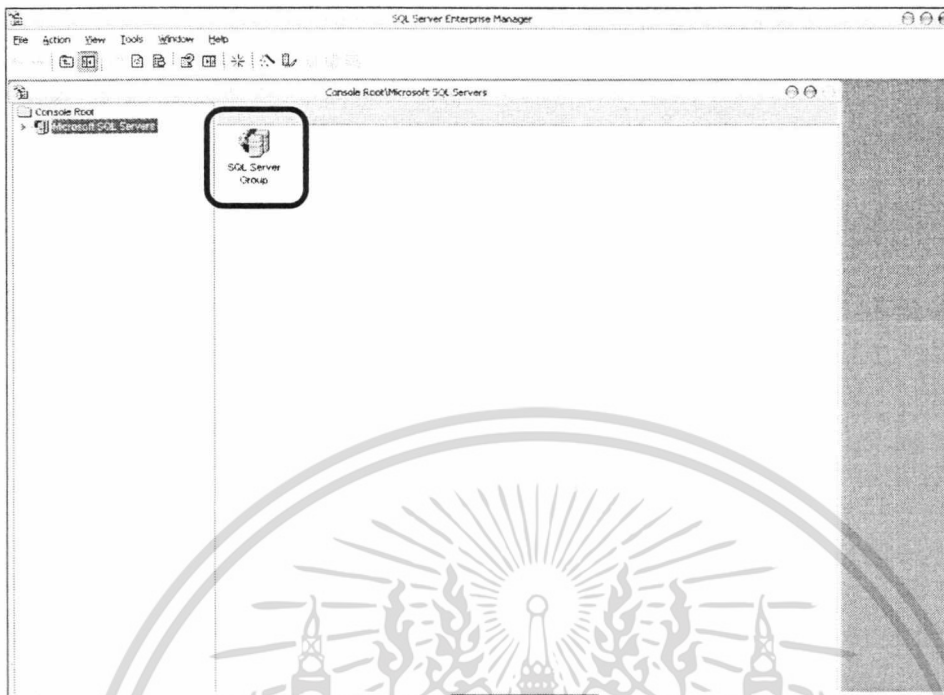 SQL Server Enterprise Manager
File Action View Tools Window Help
Console Root\Microsoft SQL Servers
Console Root
Microsoft SQL Servers
SQL Server
Group